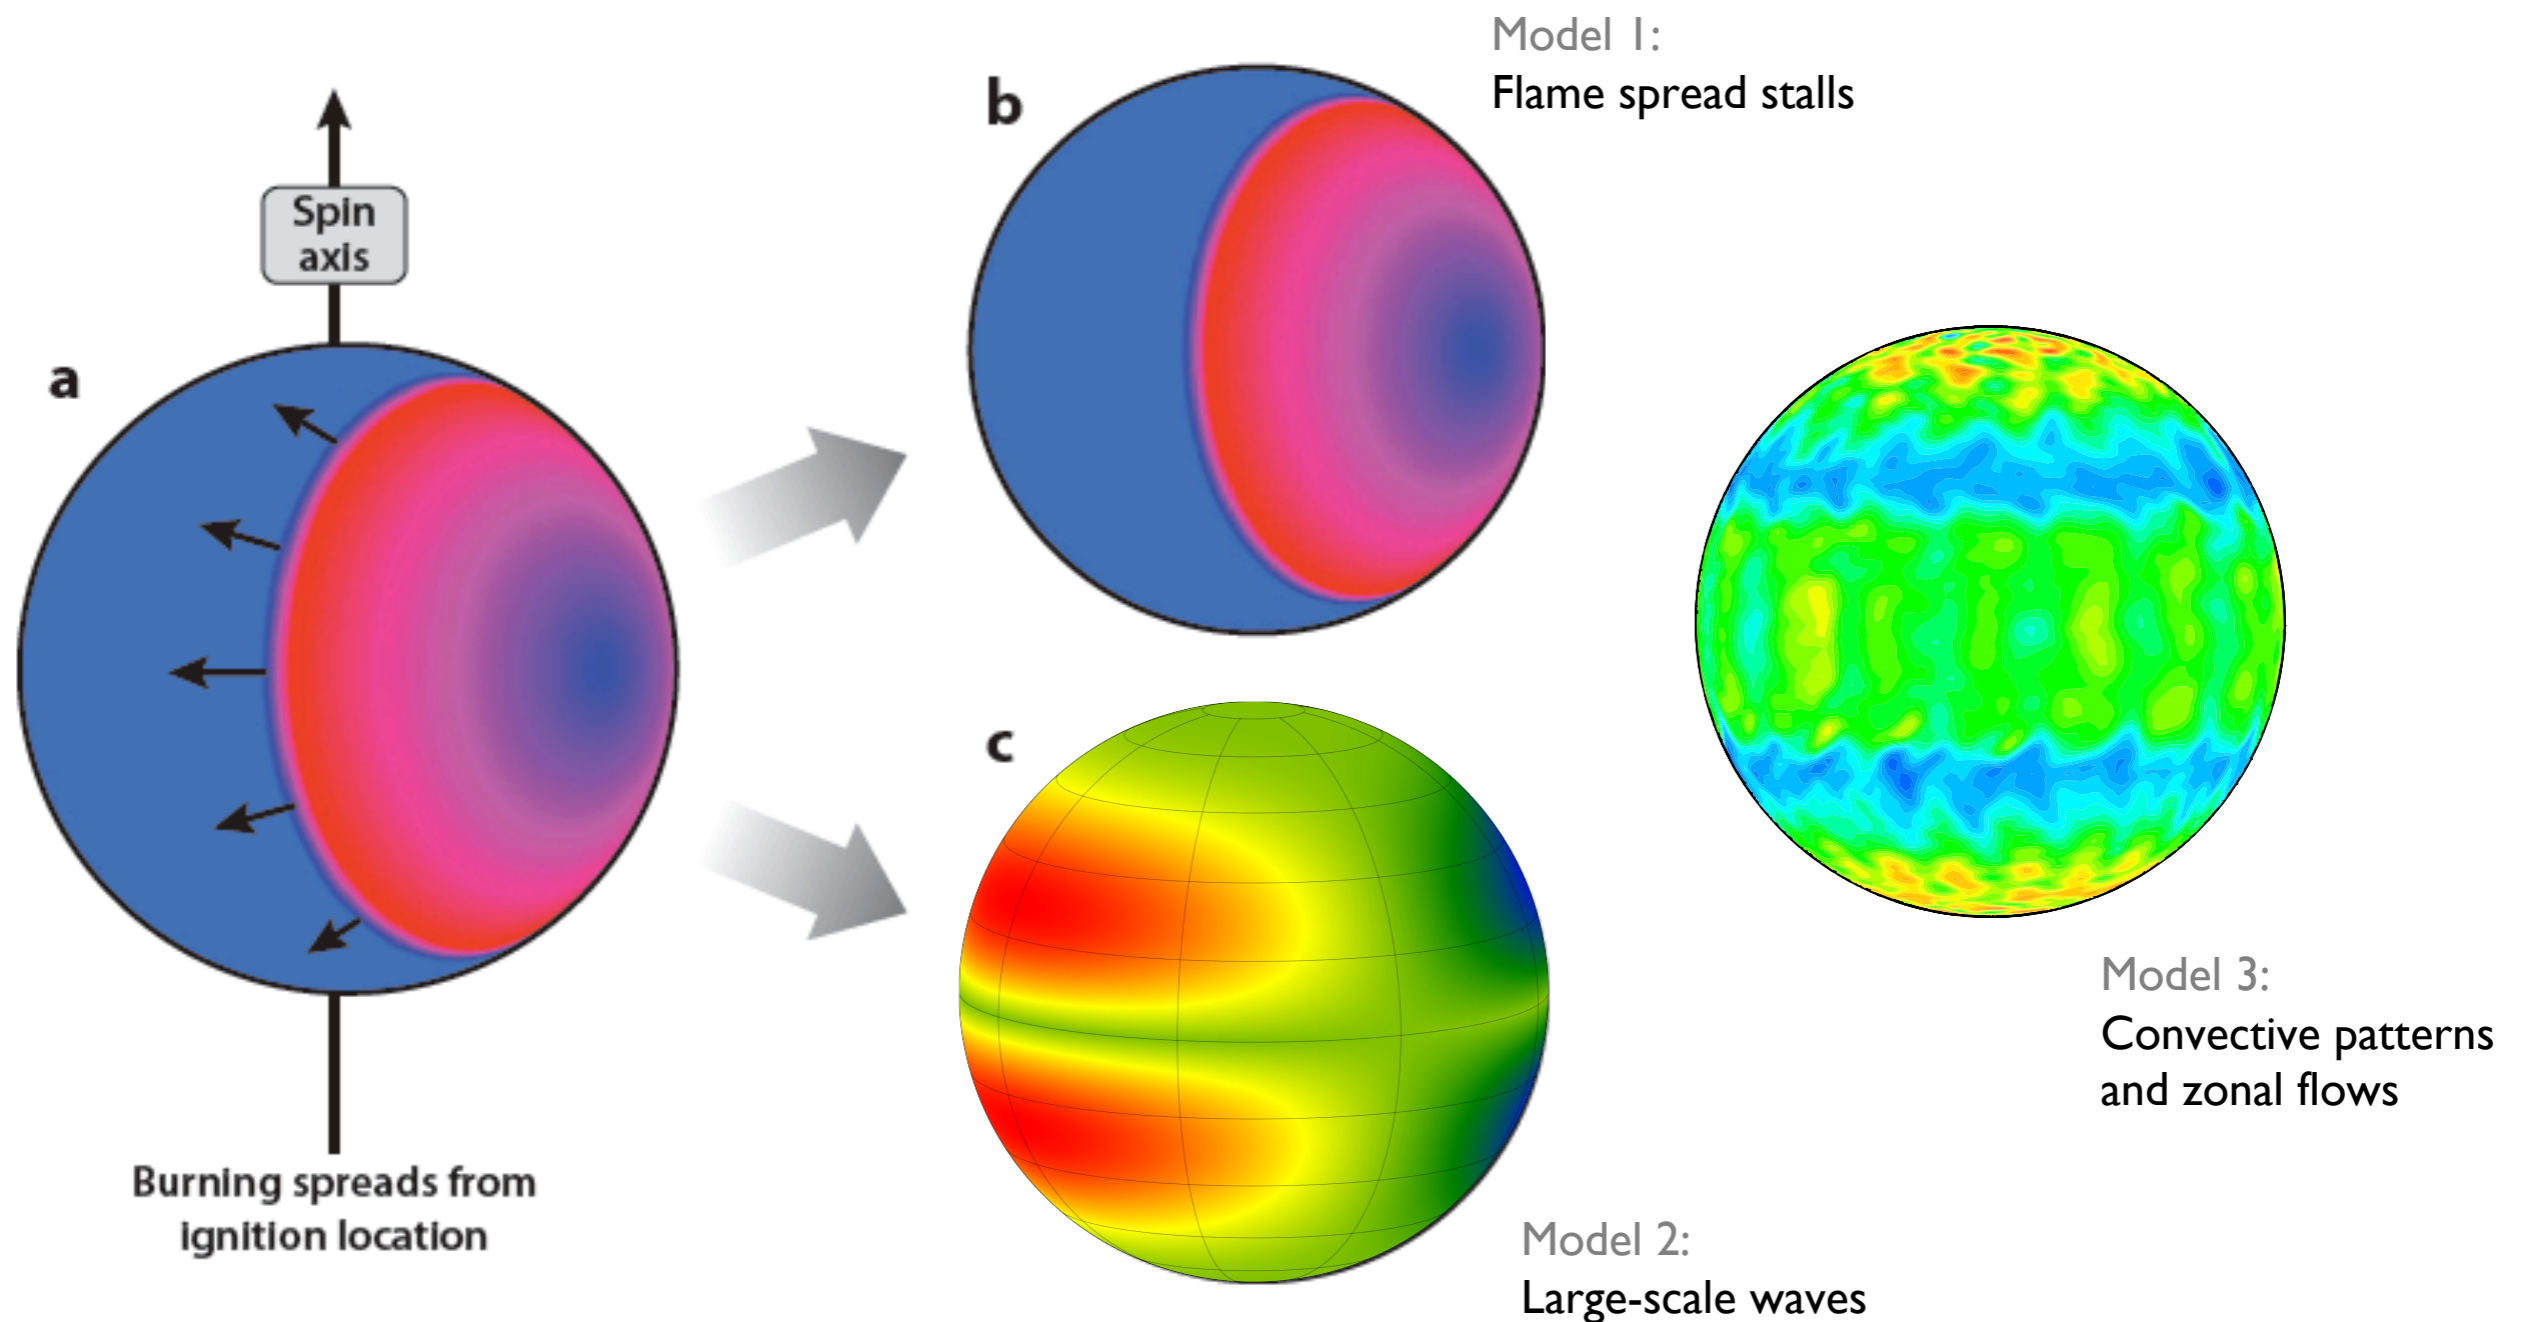 Spin
axis
a
Burning spreads from
ignition location
b
Model 1:
Flame spread stalls
c
Model 2:
Large-scale waves
Model 3:
Convective patterns
and zonal flows